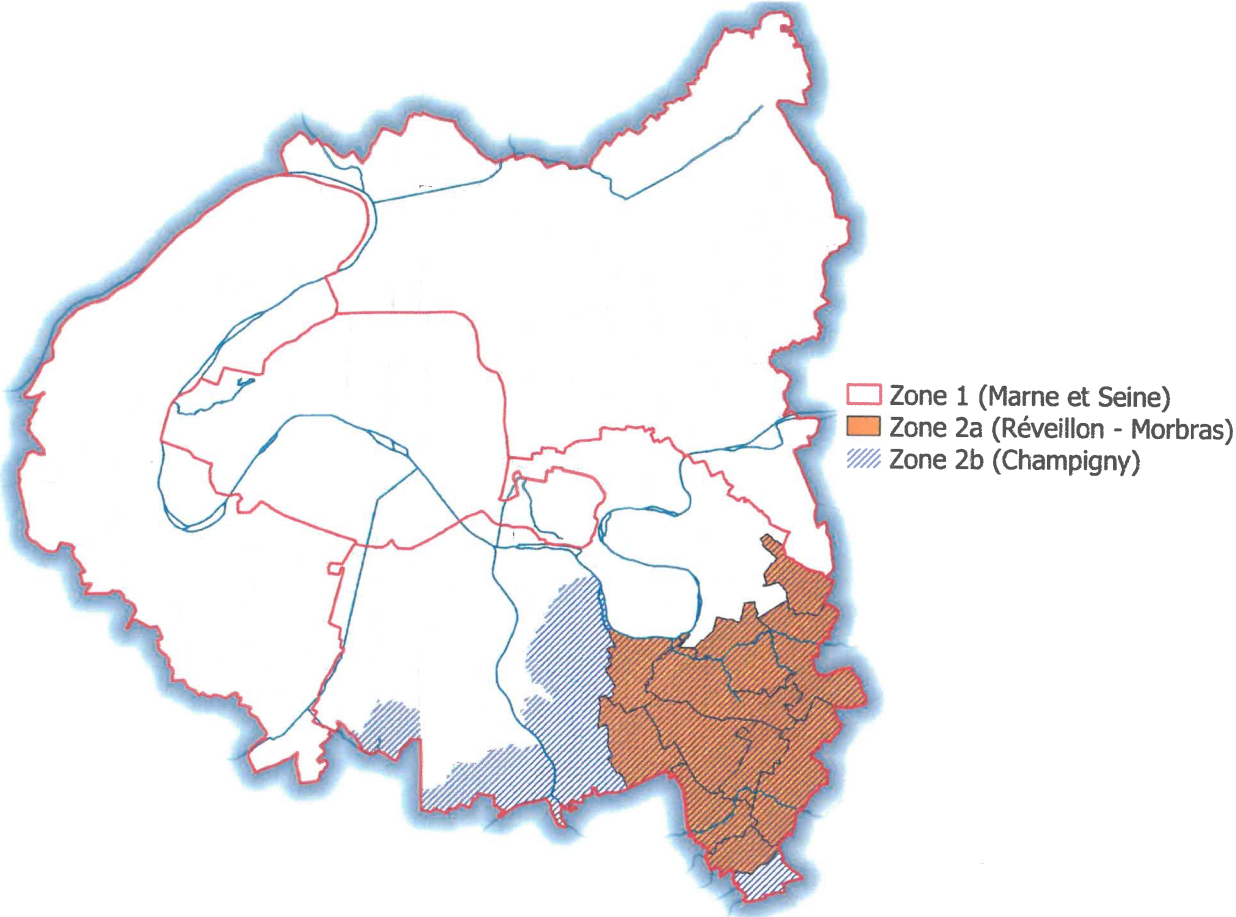 Zone 1 (Marne et Seine)
Zone 2a (Réveillon - Morbras)
Zone 2b (Champigny)